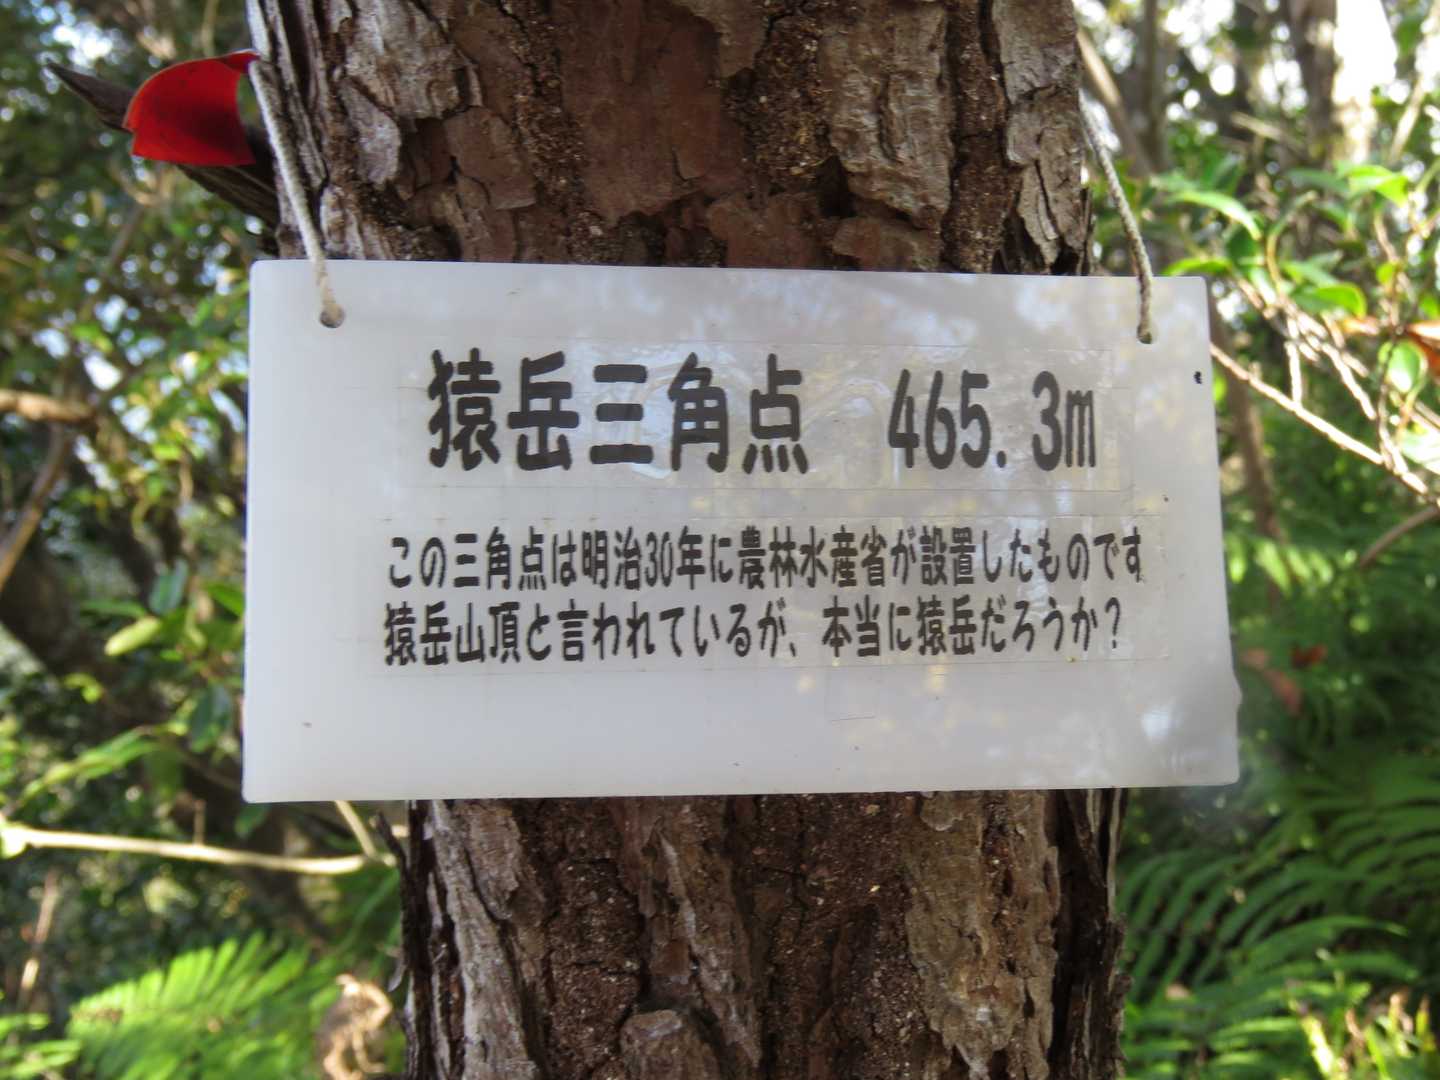 猿岳三角点 465.3m
この三角点は明治30年に農林水産省が設置したものです
猿岳山頂と言われているが、本当に猿岳だろうか?